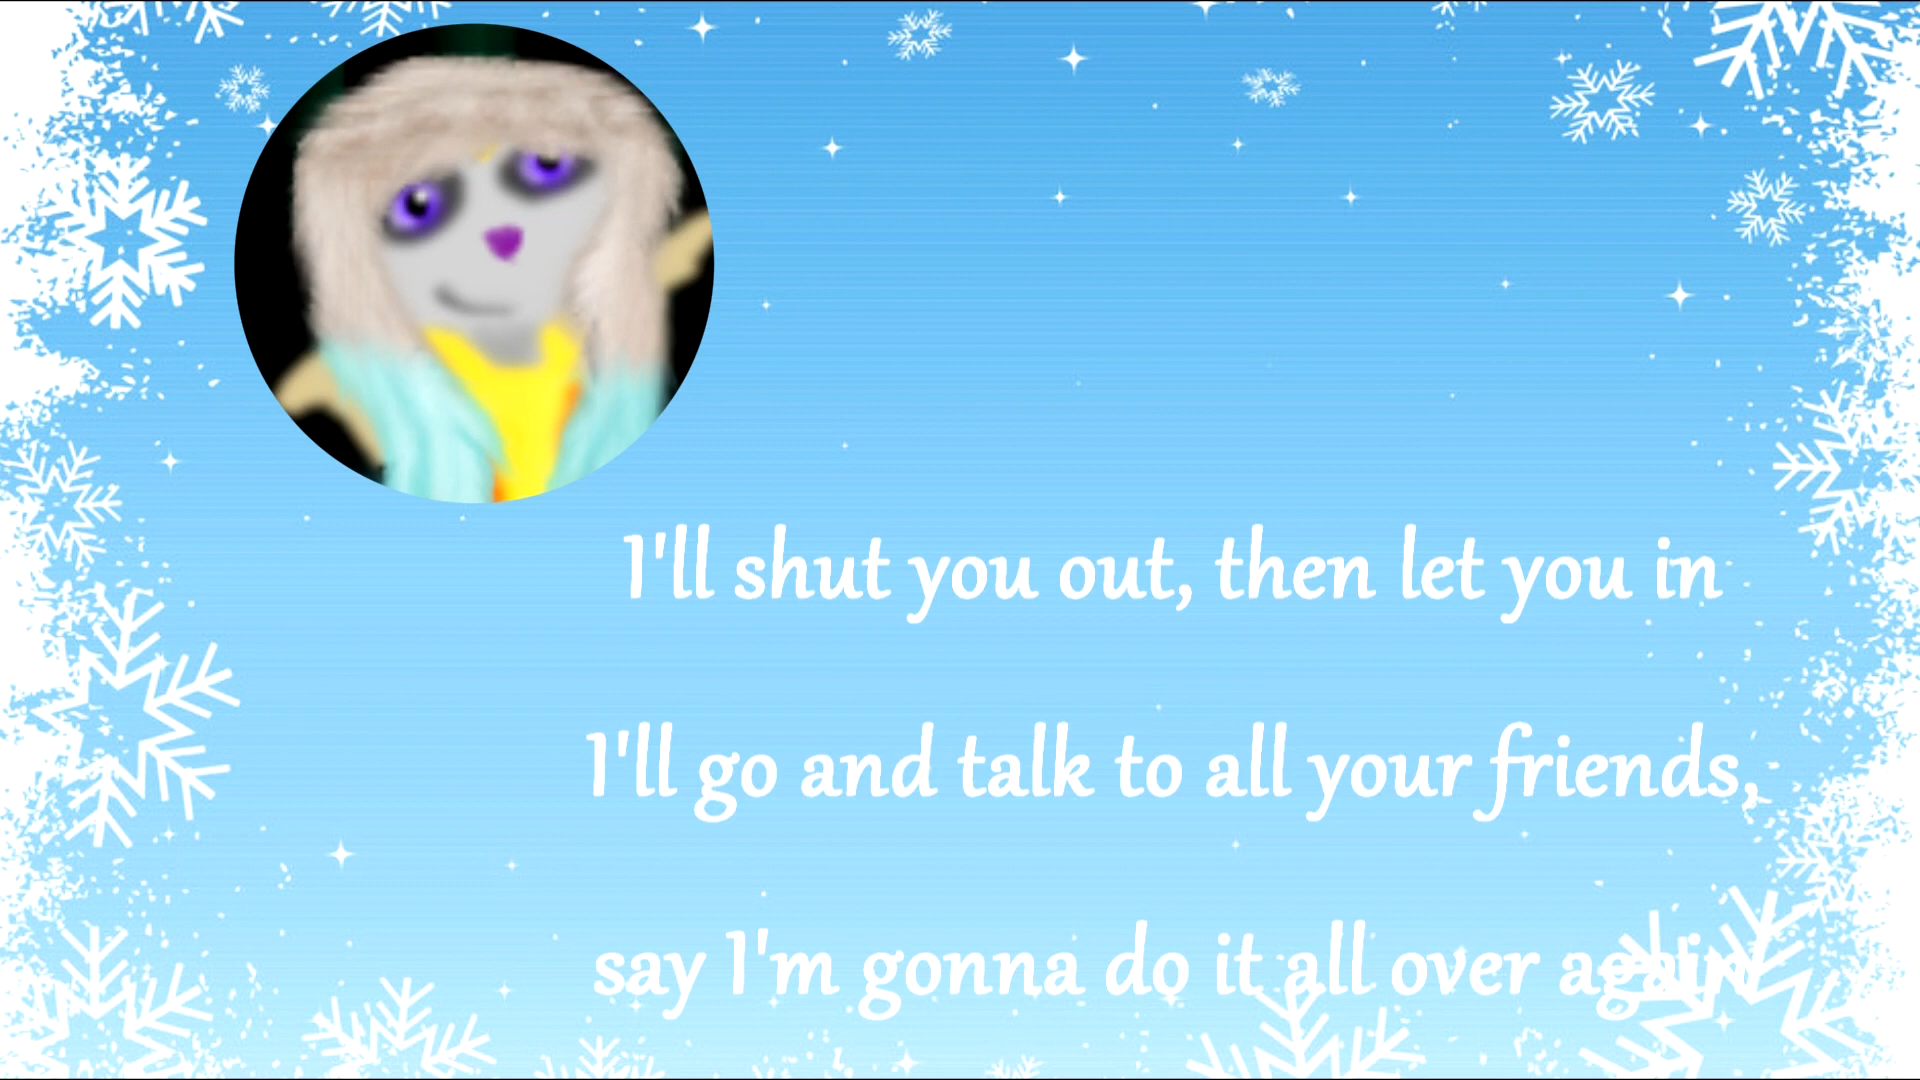 I'll shut you out, then let you in
I'll go and talk to all your friends,
say I'm gonna do it all over again